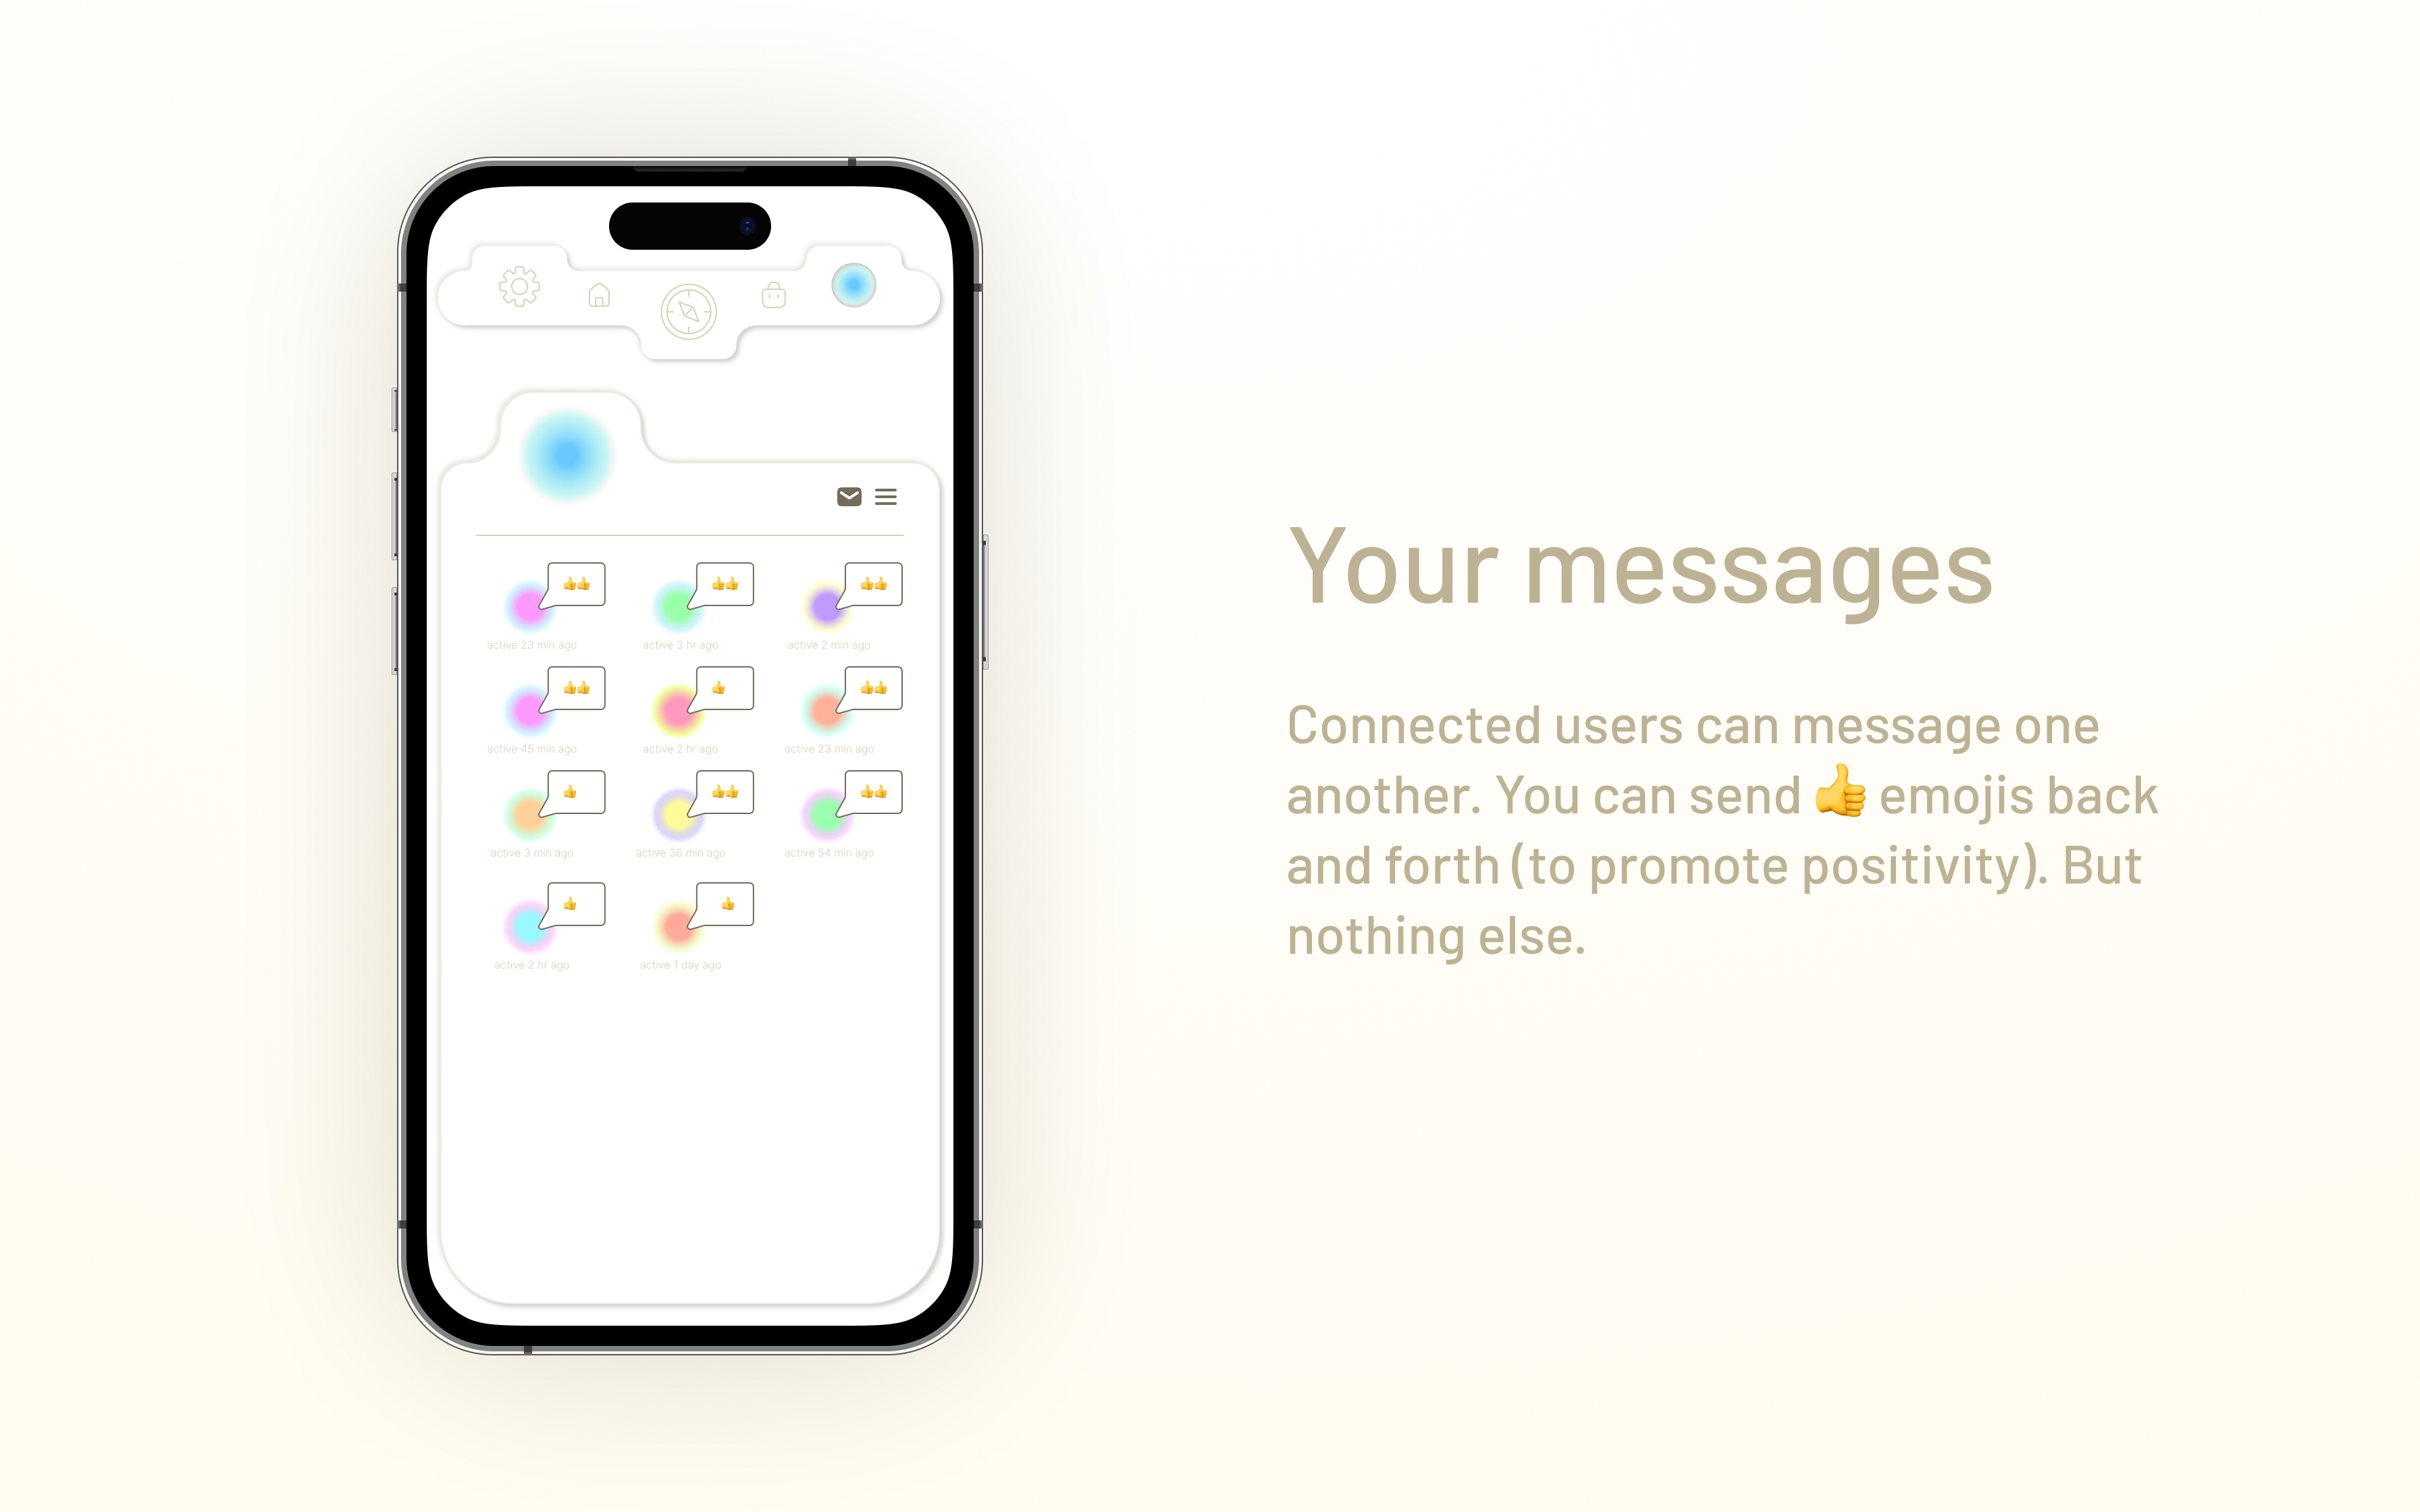 active 23 min ago
active 3 hr ago
active 2 min ago
active 45 min ago
active 2 hr ago
active 23 min ago
active 3 min ago
active 36 min ago
active 54 min ago
active 2 hr ago
active 1 day ago
Your messages
Connected users can message one
another. You can send 👍 emojis back
and forth (to promote positivity). But
nothing else.